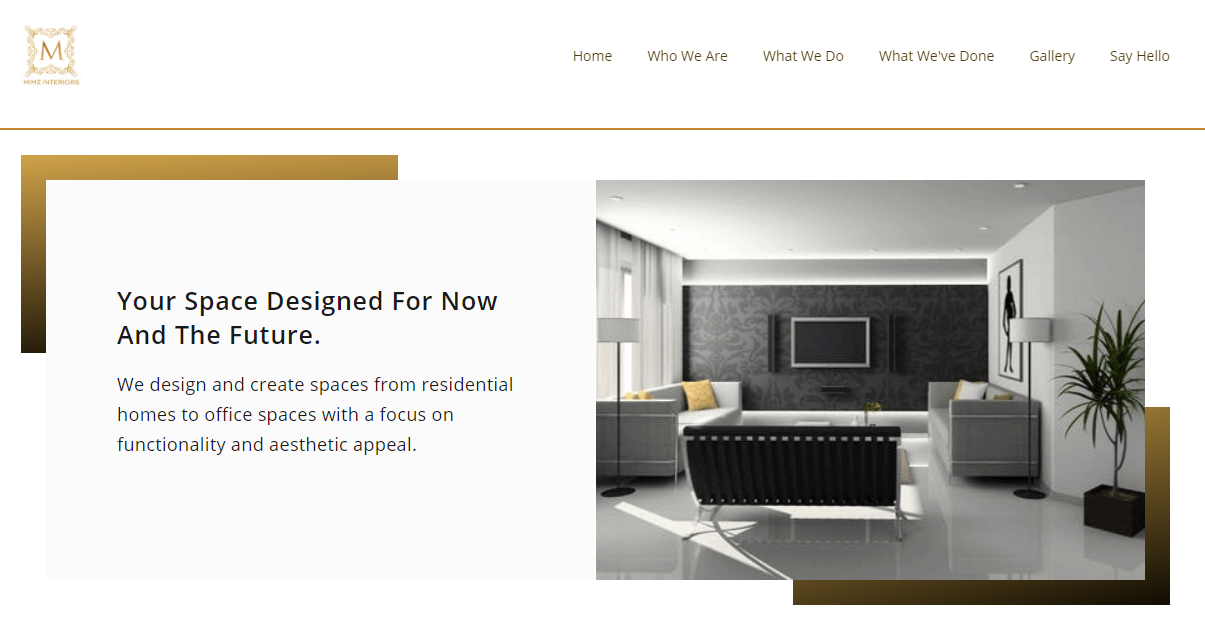 M
MIMZ INTERIORS
Home Who We Are What We Do What We've Done Gallery Say Hello
Your Space Designed For Now
And The Future.
We design and create spaces from residential
homes to office spaces with a focus on
functionality and aesthetic appeal.